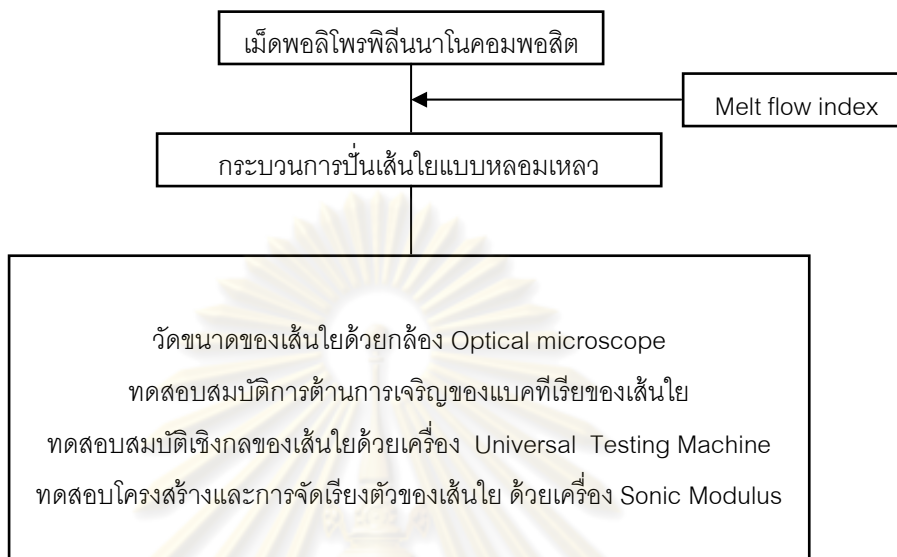 เม็ดพอลิโพรพิลีนนาโนคอมพอสิต
Melt flow index
กระบวนการปั่นเส้นใยแบบหลอมเหลว
วัดขนาดของเส้นใยด้วยกล้อง Optical microscope
ทดสอบสมบัติการต้านการเจริญของแบคทีเรียของเส้นใย
ทดสอบสมบัติเชิงกลของเส้นใยด้วยเครื่อง Universal Testing Machine
ทดสอบโครงสร้างและการจัดเรียงตัวของเส้นใย ด้วยเครื่อง Sonic Modulus